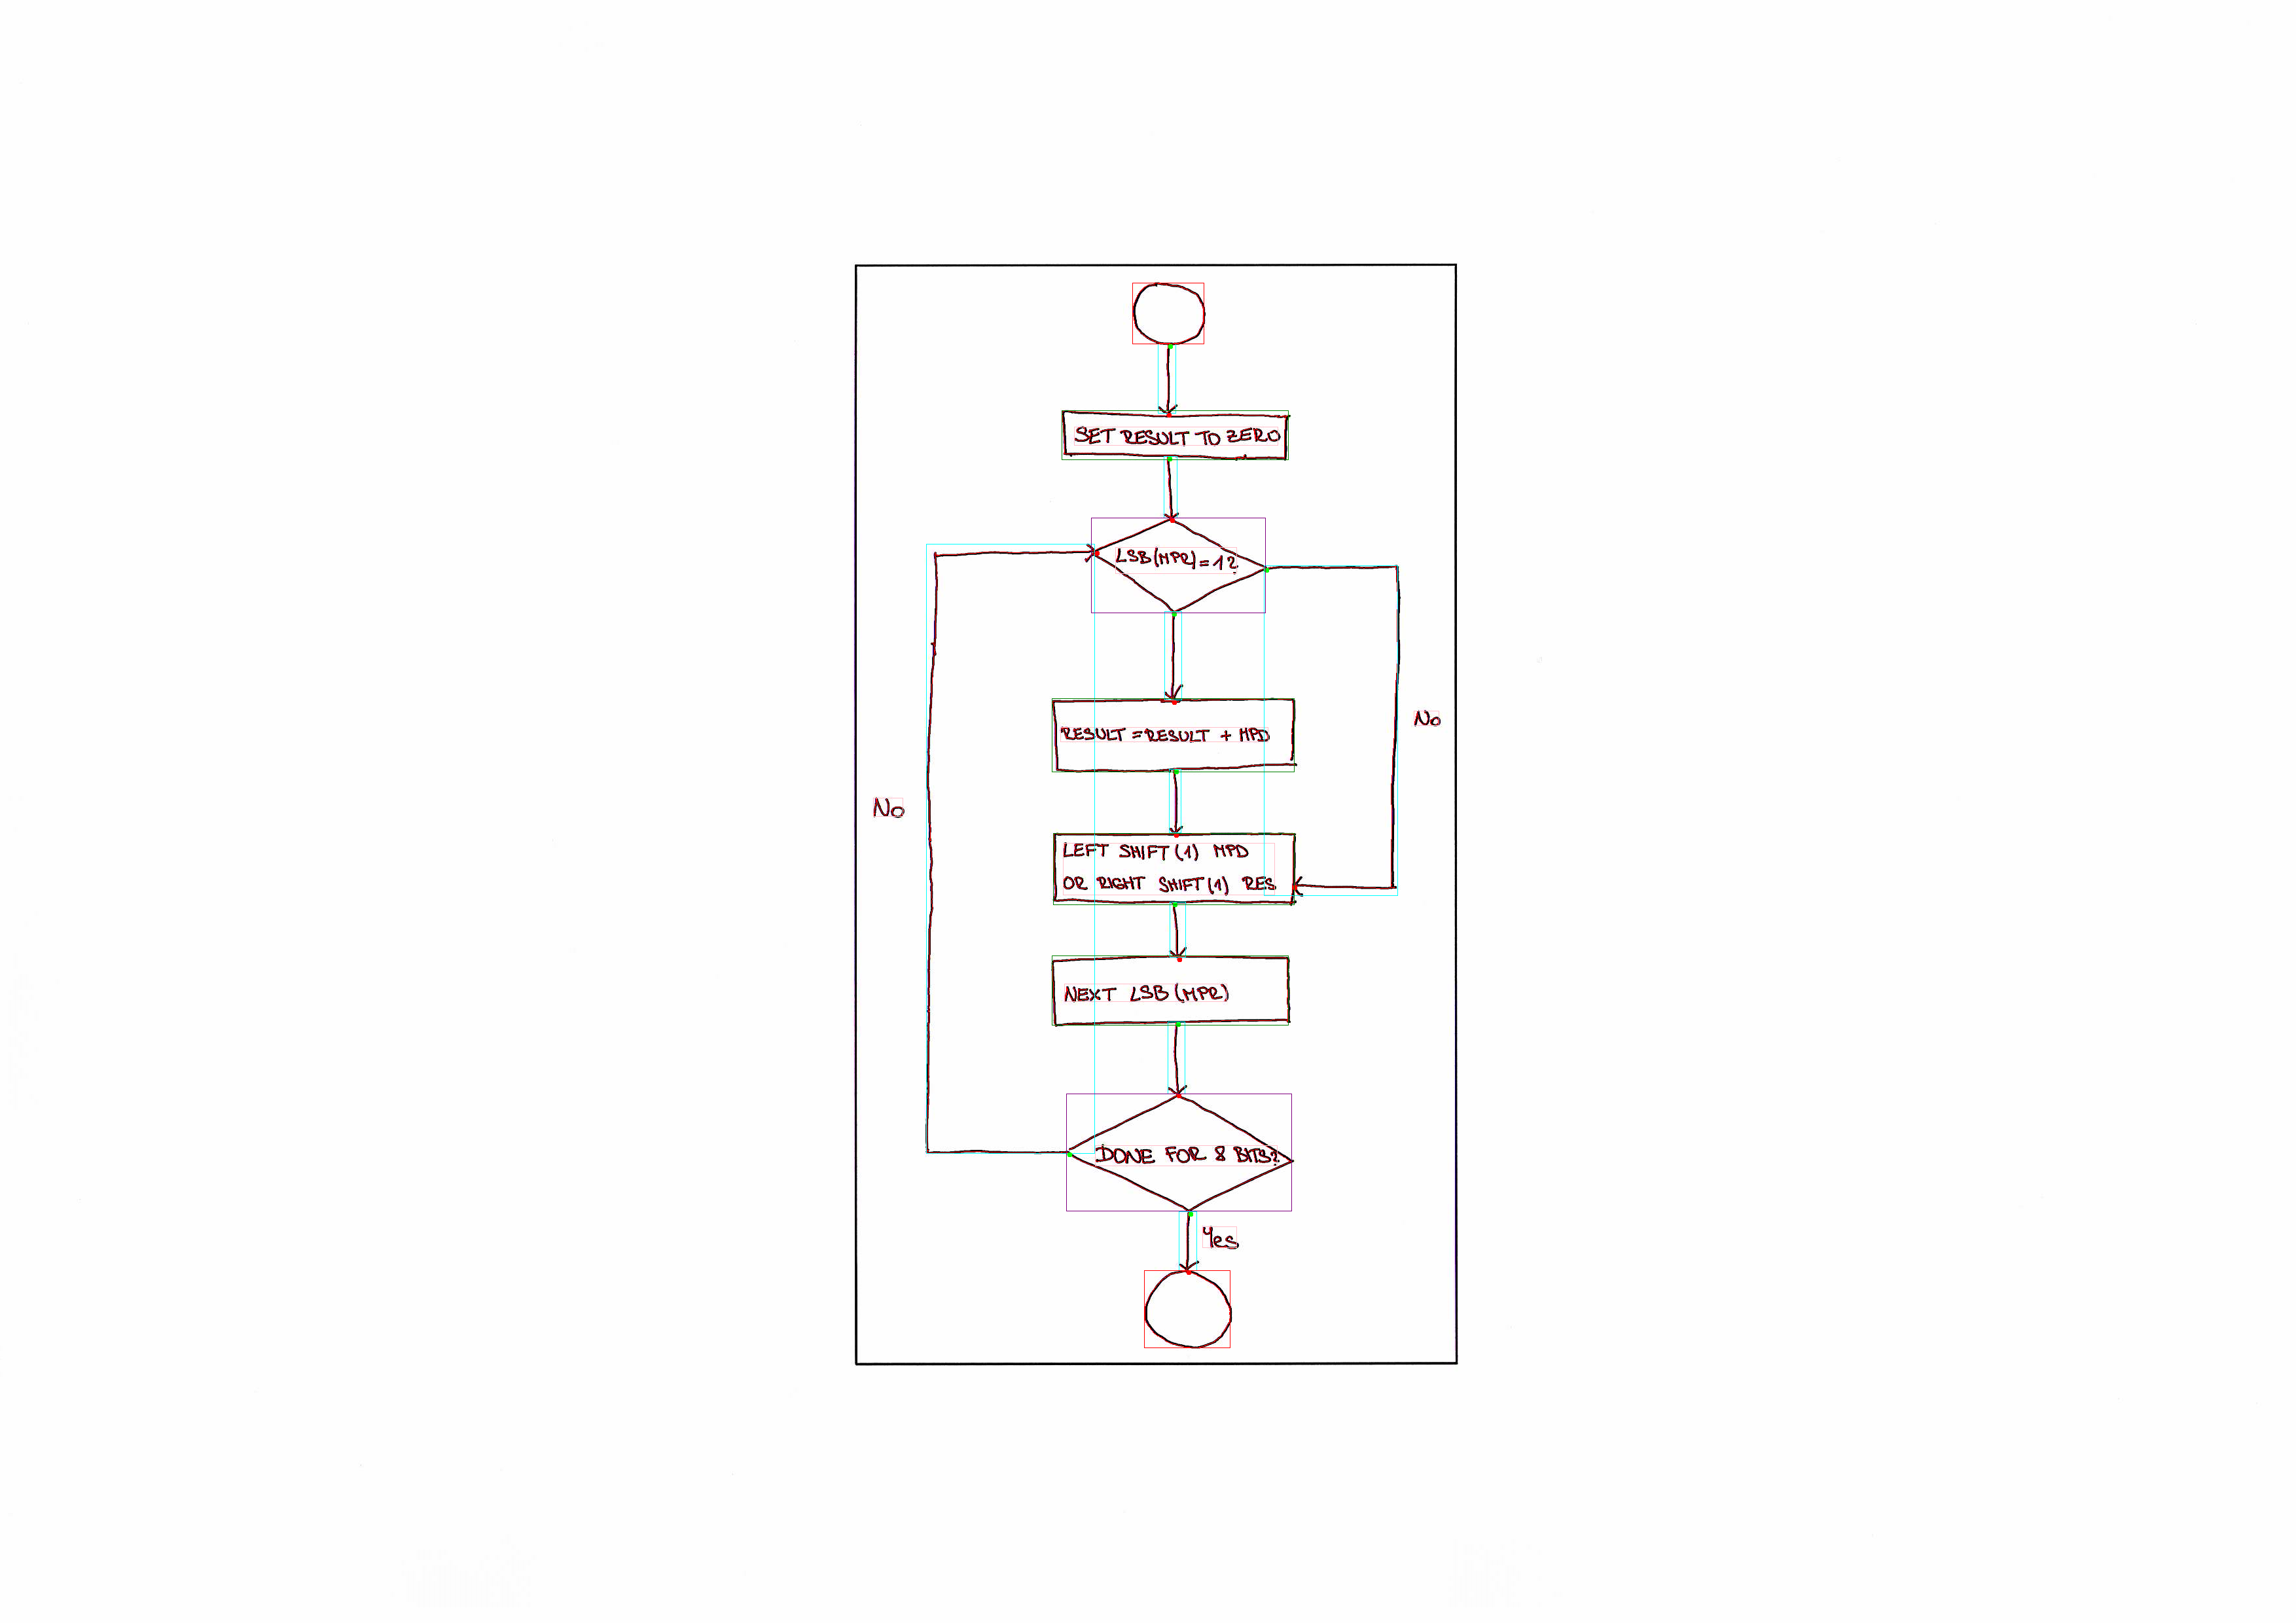 SET RESULT TO ZERO
LSB(MPR)=1?
No
RESULT = RESULT + MPD
No
LEFT SHIFT(1) MPD
OR RIGHT SHIFT(1) RES
NEXT LSB(MPR)
DONE FOR 8 BITS?
Yes